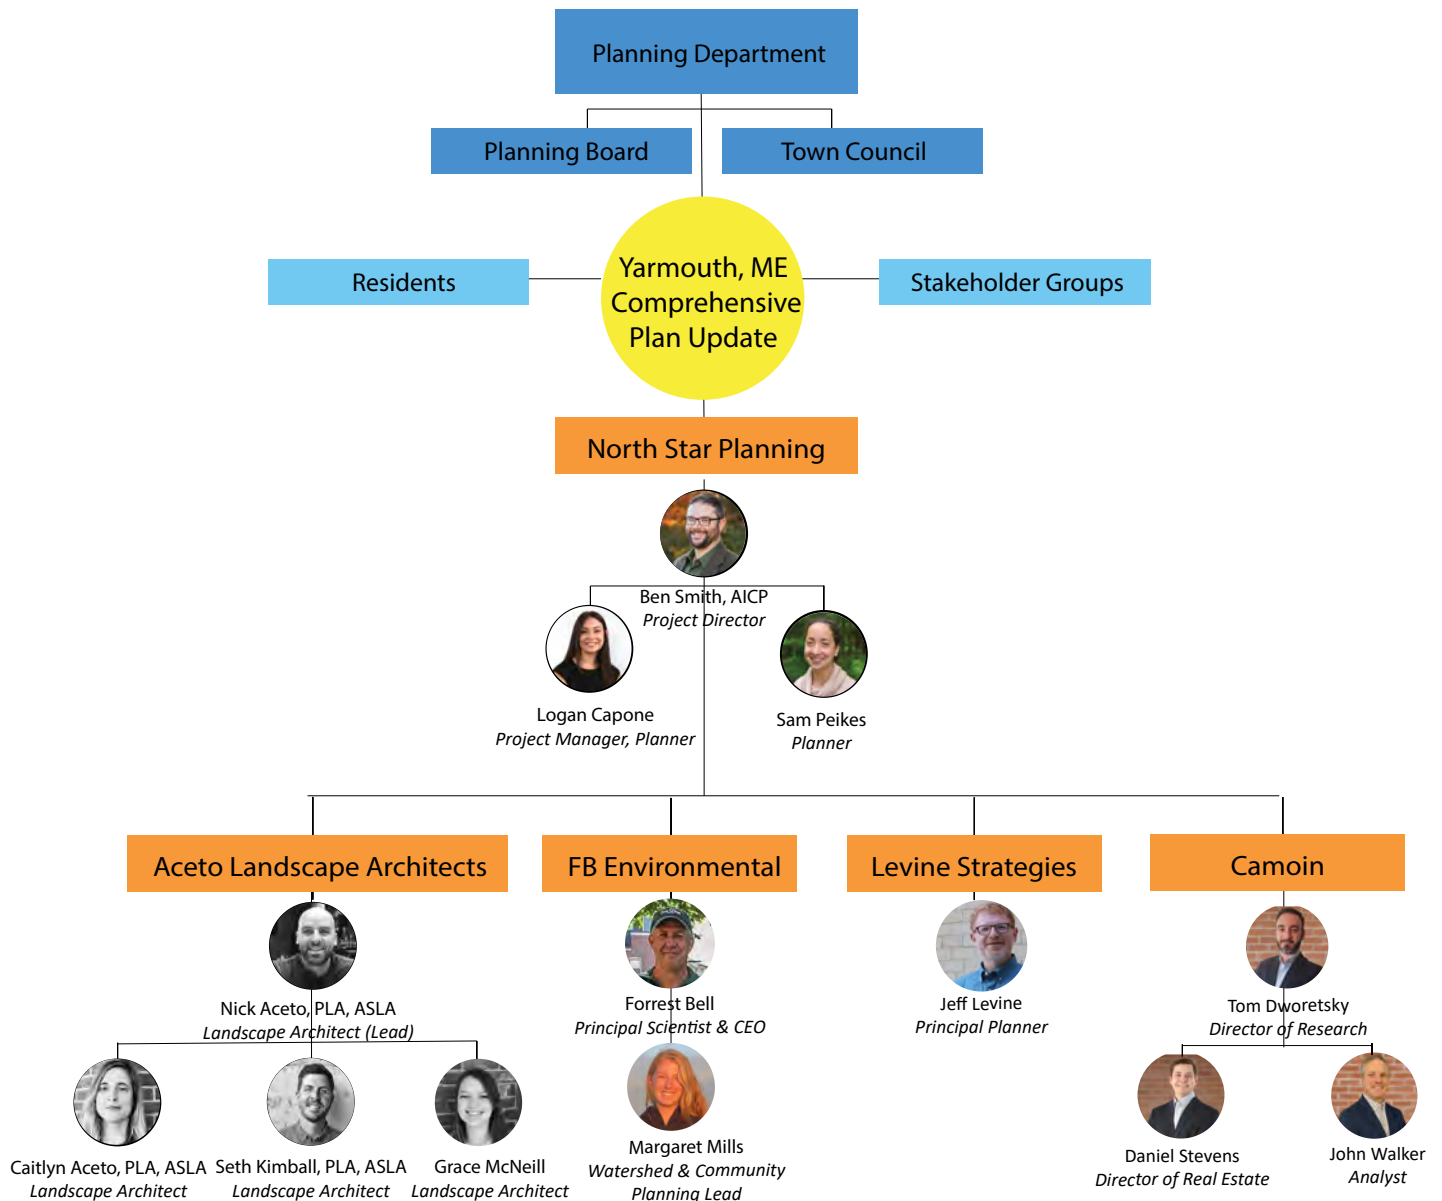 Planning Department
Planning Board
Town Council
Residents
Yarmouth, ME
Comprehensive
Plan Update
Stakeholder Groups
North Star Planning
Ben Smith, AICP
Project Director
Logan Capone
Project Manager, Planner
Sam Peikes
Planner
Aceto Landscape Architects
FB Environmental
Levine Strategies
Camoin
Nick Aceto, PLA, ASLA
Landscape Architect (Lead)
Forrest Bell
Principal Scientist & CEO
Jeff Levine
Principal Planner
Tom Dworetsky
Director of Research
Caitlyn Aceto, PLA, ASLA
Landscape Architect
Seth Kimball, PLA, ASLA
Landscape Architect
Grace McNeill
Landscape Architect
Margaret Mills
Watershed & Community
Planning Lead
Daniel Stevens
Director of Real Estate
John Walker
Analyst